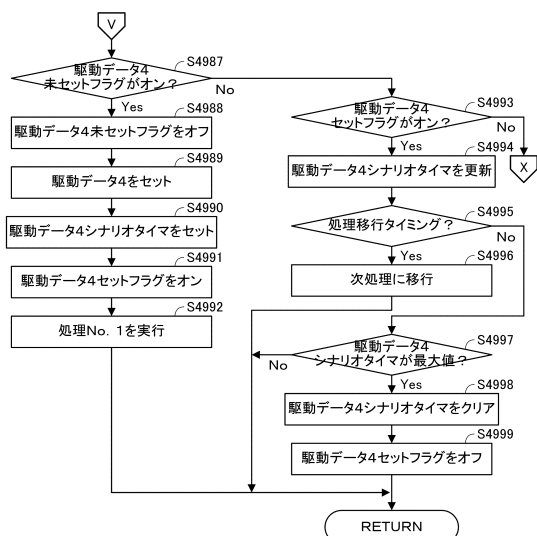 V
駆動データ4
未セットフラグがオン?
S4987
No
Yes
S4988
駆動データ4未セットフラグをオフ
S4989
駆動データ4をセット
S4990
駆動データ4シナリオタイマをセット
S4991
駆動データ4セットフラグをオン
S4992
処理No. 1を実行
駆動データ4
セットフラグがオン?
S4993
No
X
Yes
S4994
駆動データ4シナリオタイマを更新
処理移行タイミング?
S4995
No
Yes
S4996
次処理に移行
駆動データ4
シナリオタイマが最大値?
S4997
No
Yes
S4998
駆動データ4シナリオタイマをクリア
S4999
駆動データ4セットフラグをオフ
RETURN